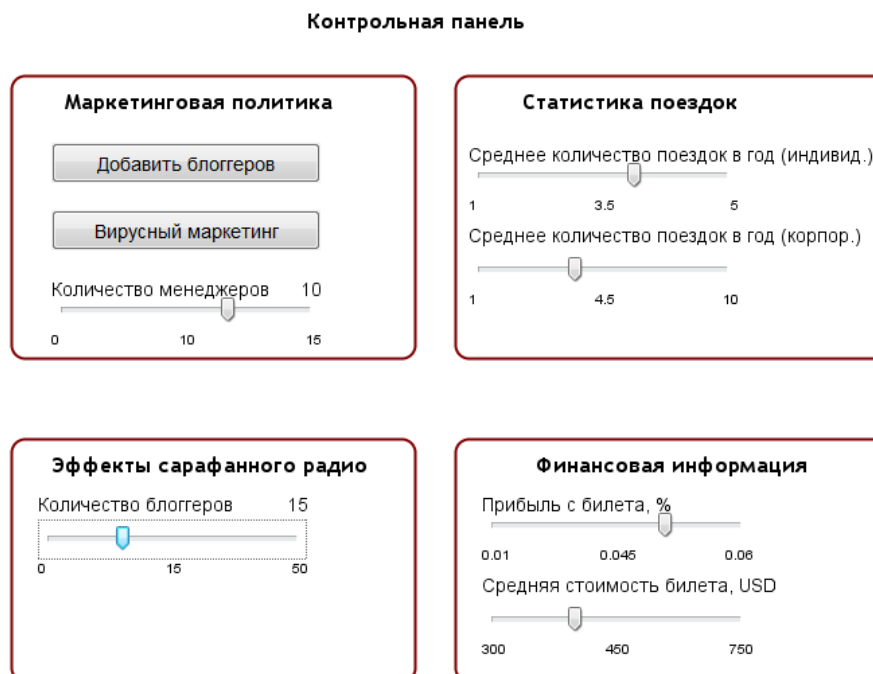 Контрольная панель
Маркетинговая политика
Добавить блоггеров
Вирусный маркетинг
Количество менеджеров 10
0 10 15
Статистика поездок
Среднее количество поездок в год (индивид.)
1 3.5 5
Среднее количество поездок в год (корпор.)
1 4.5 10
Эффекты сарафанного радио
Количество блоггеров 15
0 15 50
Финансовая информация
Прибыль с билета, %
0.01 0.045 0.06
Средняя стоимость билета, USD
300 450 750